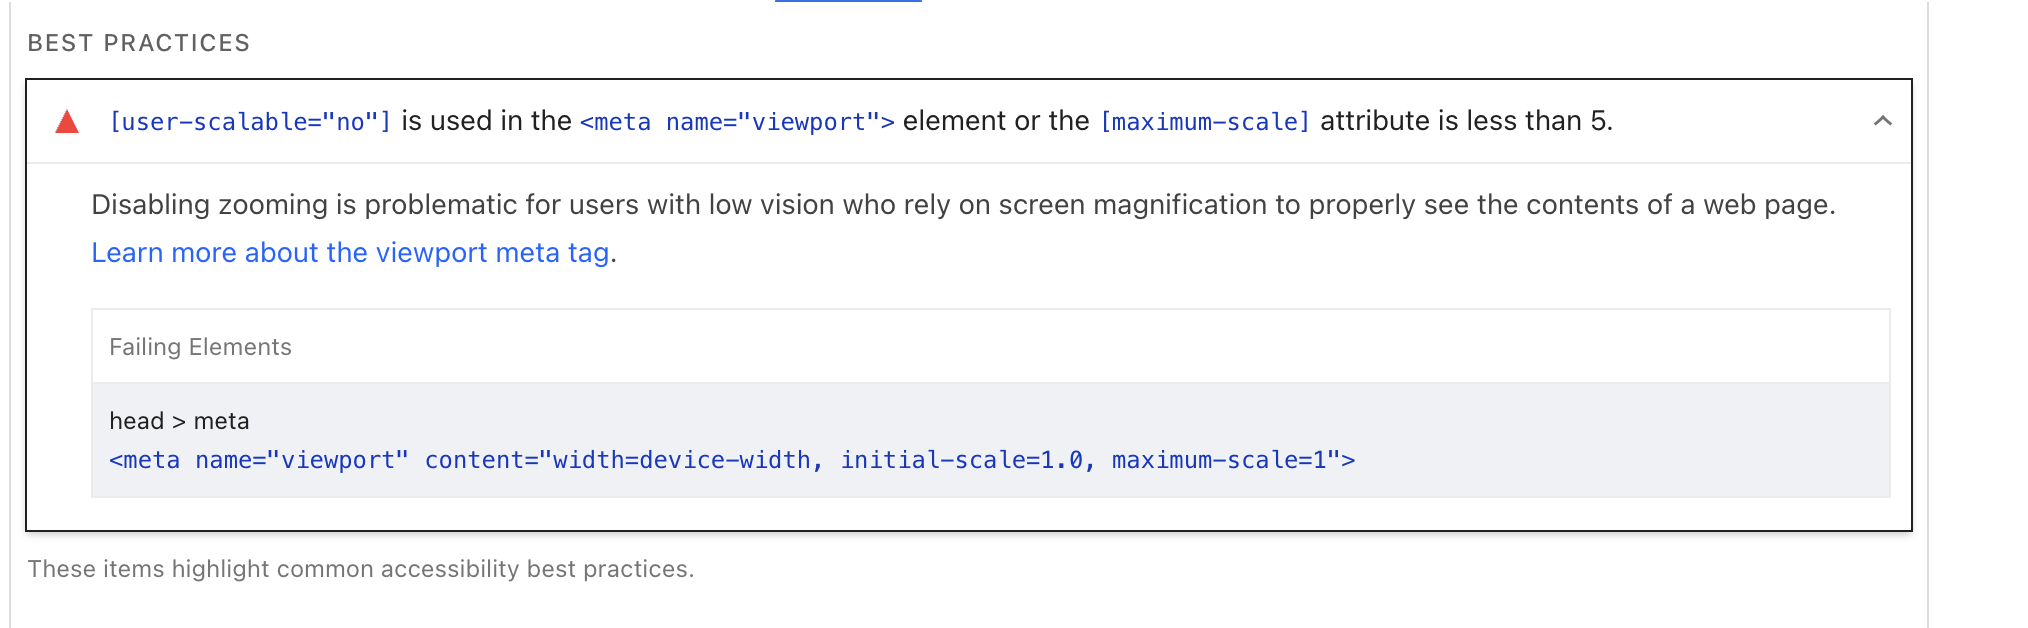 BEST PRACTICES
[user-scalable="no"] is used in the <meta name="viewport"> element or the [maximum-scale] attribute is less than 5.
Disabling zooming is problematic for users with low vision who rely on screen magnification to properly see the contents of a web page.
Learn more about the viewport meta tag.
Failing Elements
head > meta
<meta name="viewport" content="width=device-width, initial-scale=1.0, maximum-scale=1">
These items highlight common accessibility best practices.